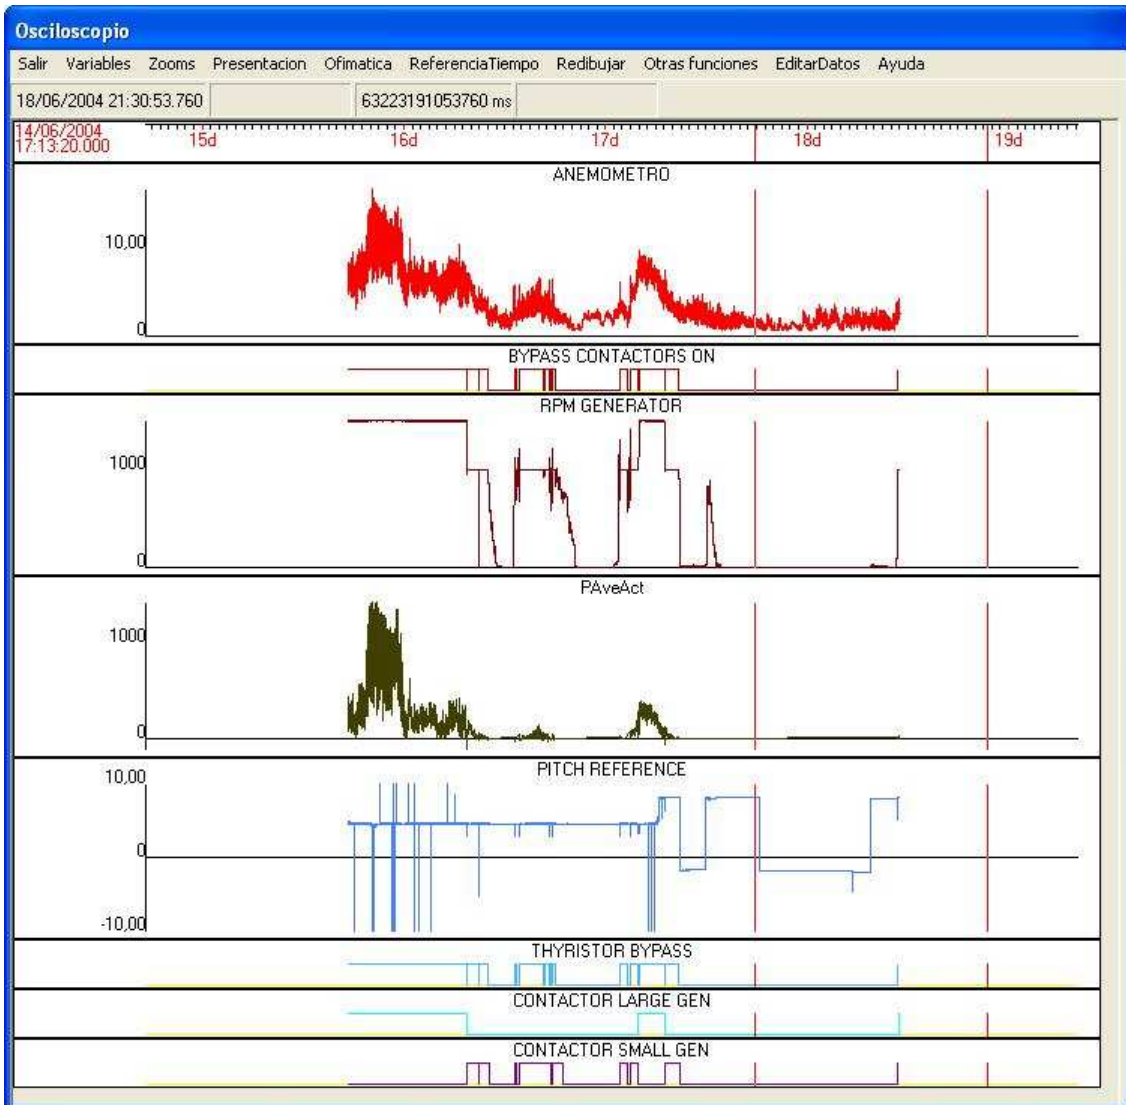 Osciloscopio
Salir Variables Zooms Presentacion Ofimatica ReferenciaTiempo Redibujar Otras funciones EditarDatos Ayuda
18/06/2004 21:30:53.760 63223191053760 ms
14/06/2004
17:13:20.000
15d 16d 17d 18d 19d
ANEMOMETRO
10,00
0
BYPASS CONTACTORS ON
RPM GENERATOR
1000
0
PAveAct
1000
0
PITCH REFERENCE
10,00
0
-10,00
THYRISTOR BYPASS
CONTACTOR LARGE GEN
CONTACTOR SMALL GEN